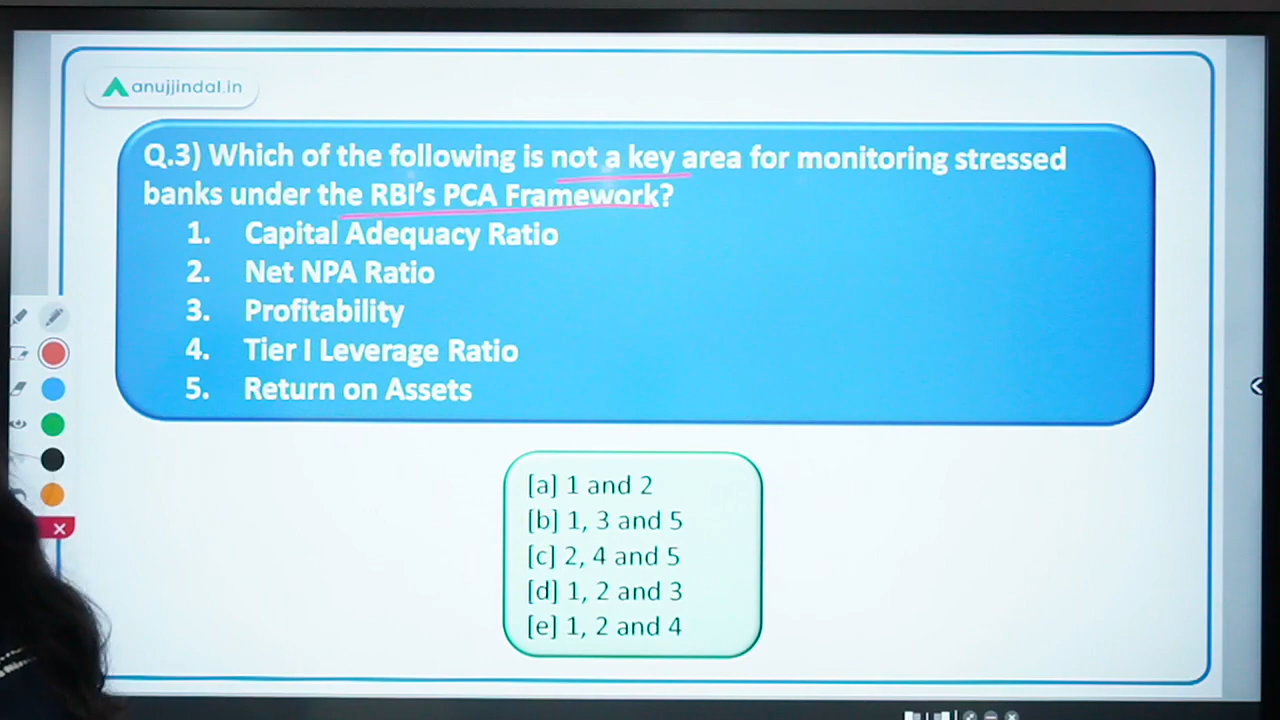 anujjindal.in
Q.3) Which of the following is not a key area for monitoring stressed
banks under the RBI's PCA Framework?
1. Capital Adequacy Ratio
2. Net NPA Ratio
3. Profitability
4. Tier I Leverage Ratio
5. Return on Assets
[a] 1 and 2
[b] 1, 3 and 5
[c] 2, 4 and 5
[d] 1, 2 and 3
[e] 1, 2 and 4